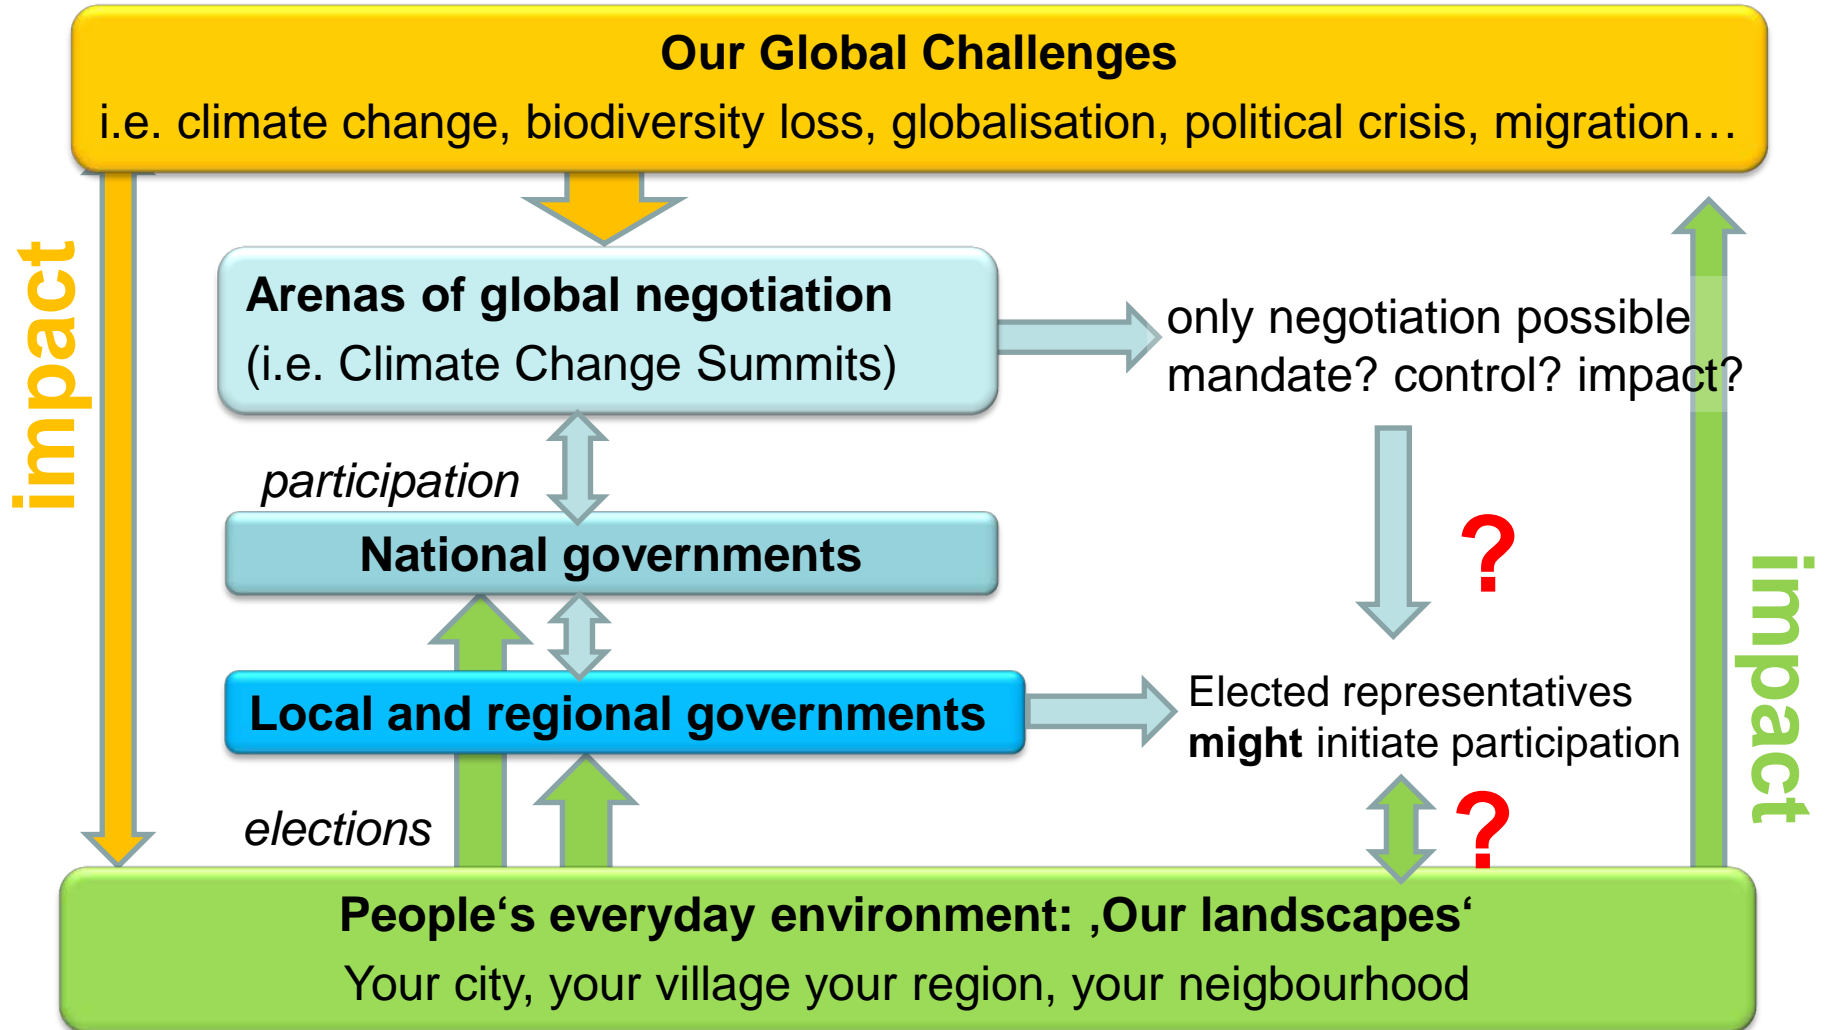 Our Global Challenges
i.e. climate change, biodiversity loss, globalisation, political crisis, migration…
impact
Arenas of global negotiation
(i.e. Climate Change Summits)
only negotiation possible
mandate? control? impact?
participation
?
National governments
impact
Local and regional governments
Elected representatives
might initiate participation
elections
?
People‘s everyday environment: ‚Our landscapes‘
Your city, your village your region, your neigbourhood